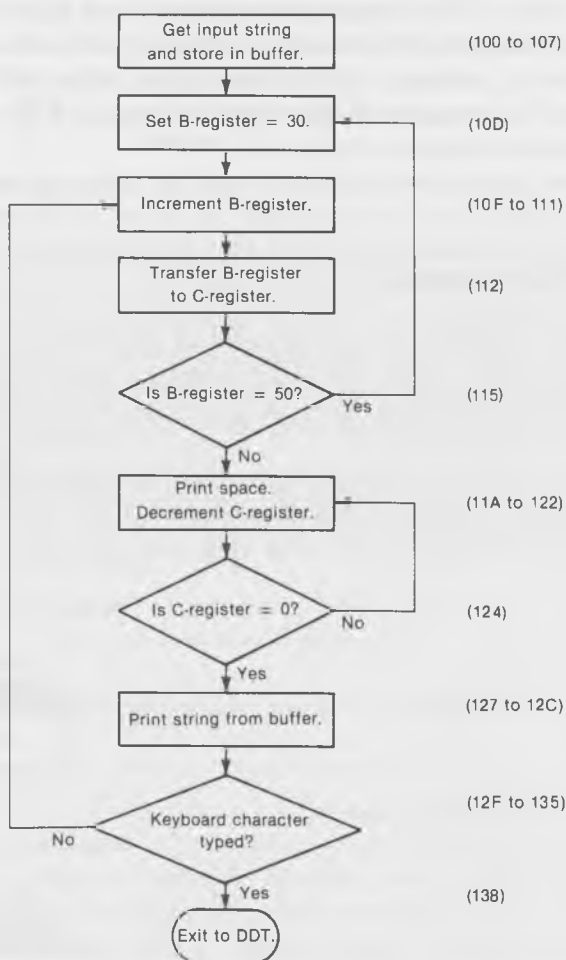 Get input string
and store in buffer.
(100 to 107)
Set B-register = 30.
(10D)
Increment B-register.
(10F to 111)
Transfer B-register
to C-register.
(112)
Is B-register = 50?
Yes
(115)
No
Print space.
Decrement C-register.
(11A to 122)
Is C-register = 0?
No
(124)
Yes
Print string from buffer.
(127 to 12C)
Keyboard character
typed?
(12F to 135)
No
Yes
(138)
Exit to DDT.